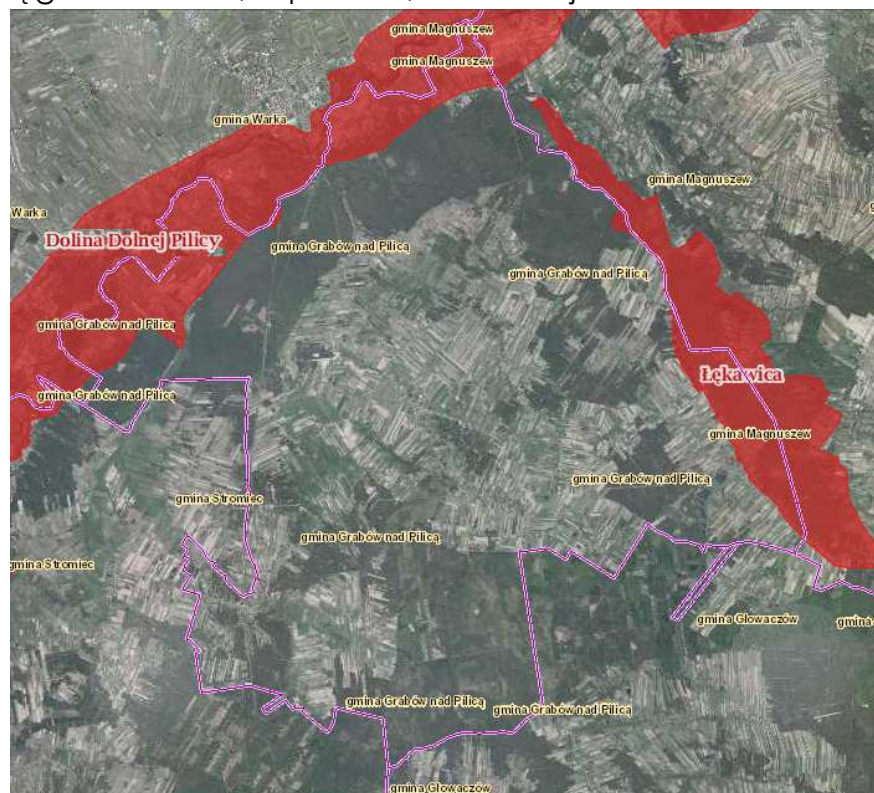 gmina Magnuszew
gmina Magnuszew
gmina Warka
gmina Magnuszew
Warka
Dolina Dolnej Pilicy
gmina Grabów nad Pilicą
gmina Grabów nad Pilicą
gmina Grabów nad Pilicą
Łękawica
gmina Grabów nad Pilicą
gmina Magnuszew
gmina Grabów nad Pilicą
gmina Stromiec
gmina Grabów nad Pilicą
gmina Stromiec
gmina Głowaczów
gmina
gmina Grabów nad Pilicą
gmina Grabów nad Pilicą
gmina Głowaczów